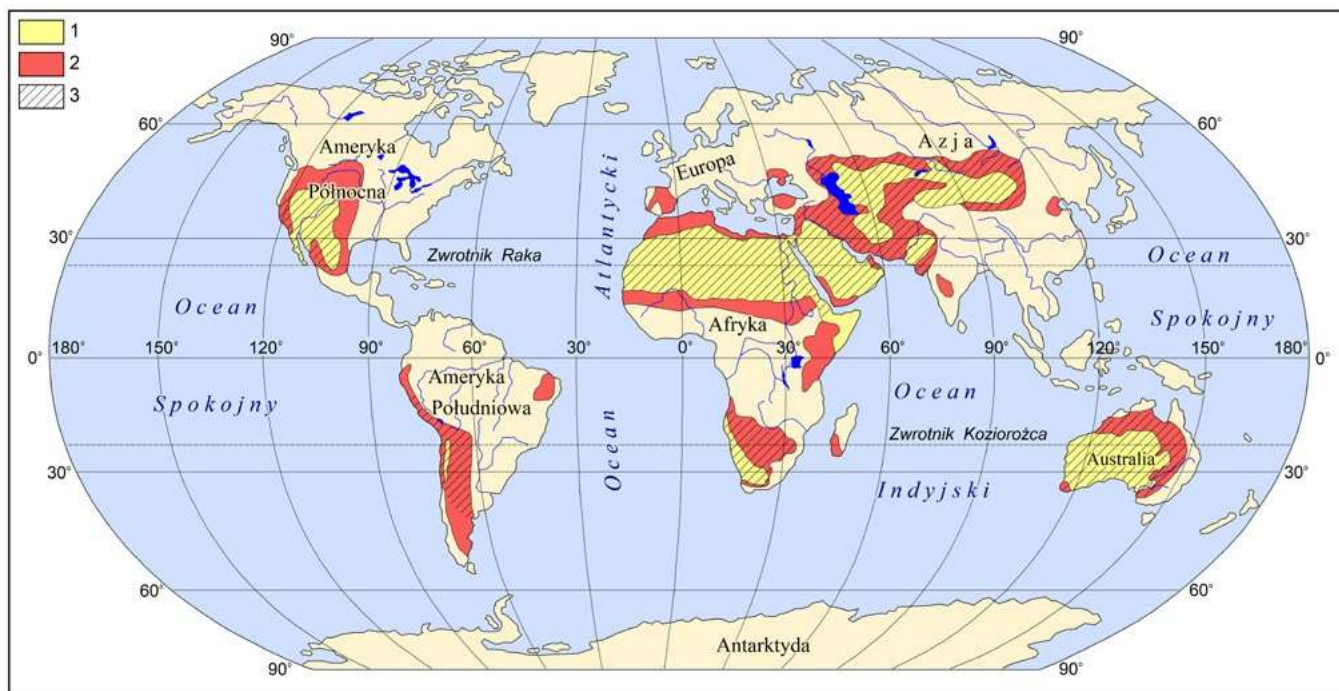 1
2
3
90°
90°
60°
60°
Ameryka
Północna
Atlantycki
Europa
Azja
30°
30°
Zwrotnik Raka
Ocean
Ocean
Spokojny
Afryka
0°
180°
150°
120°
60°
30°
0°
30°
60°
90°
120°
150°
180°
0°
Ameryka
Południowa
Spokojny
Ocean
Ocean
Indyjski
Zwrotnik Koziorożca
Australia
30°
30°
60°
60°
Antarktyda
90°
90°